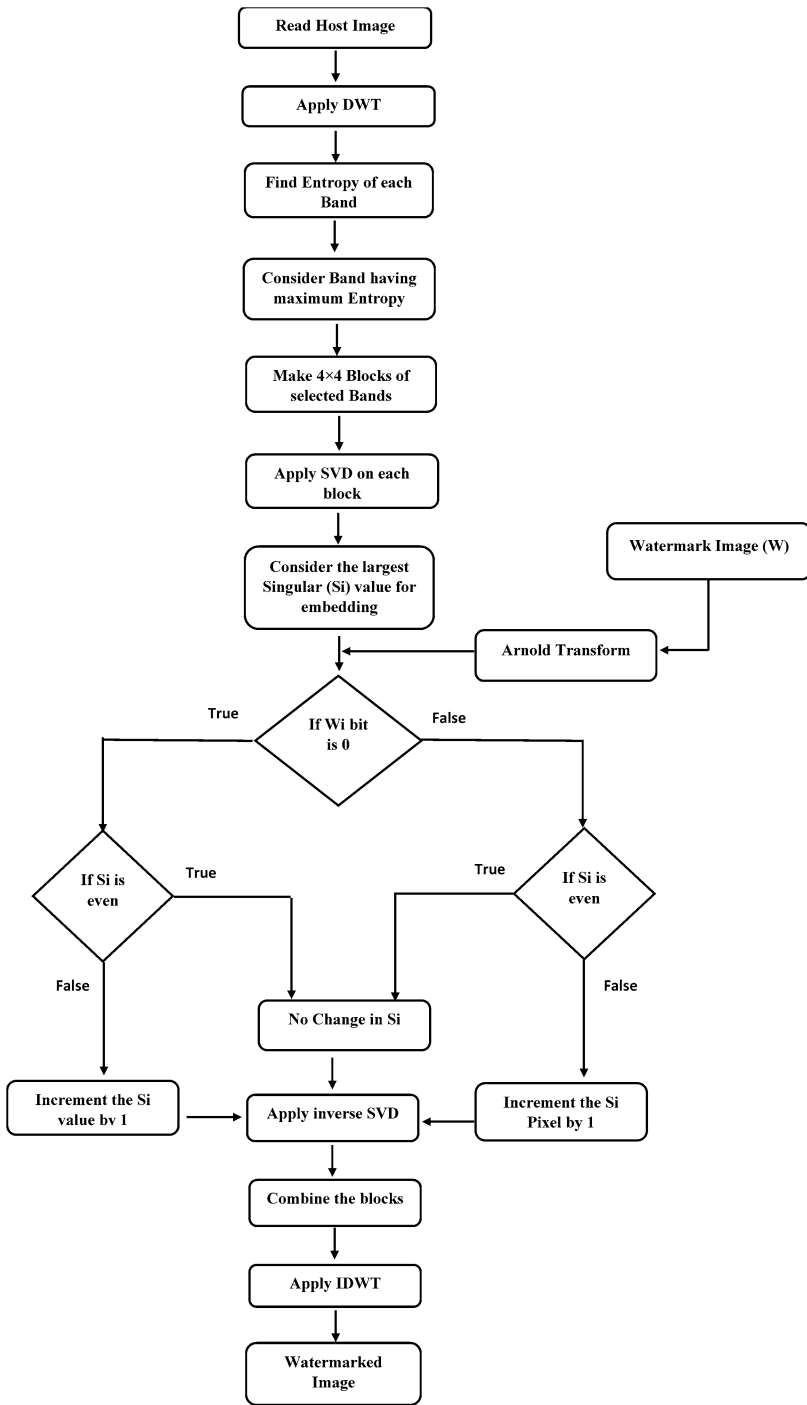 Read Host Image
Apply DWT
Find Entropy of each
Band
Consider Band having
maximum Entropy
Make 4×4 Blocks of
selected Bands
Apply SVD on each
block
Consider the largest
Singular (Si) value for
embedding
Watermark Image (W)
Arnold Transform
If Wi bit
is 0
True
False
If Si is
even
True
False
If Si is
even
True
False
No Change in Si
Increment the Si
value by 1
Apply inverse SVD
Increment the Si
Pixel by 1
Combine the blocks
Apply IDWT
Watermarked
Image